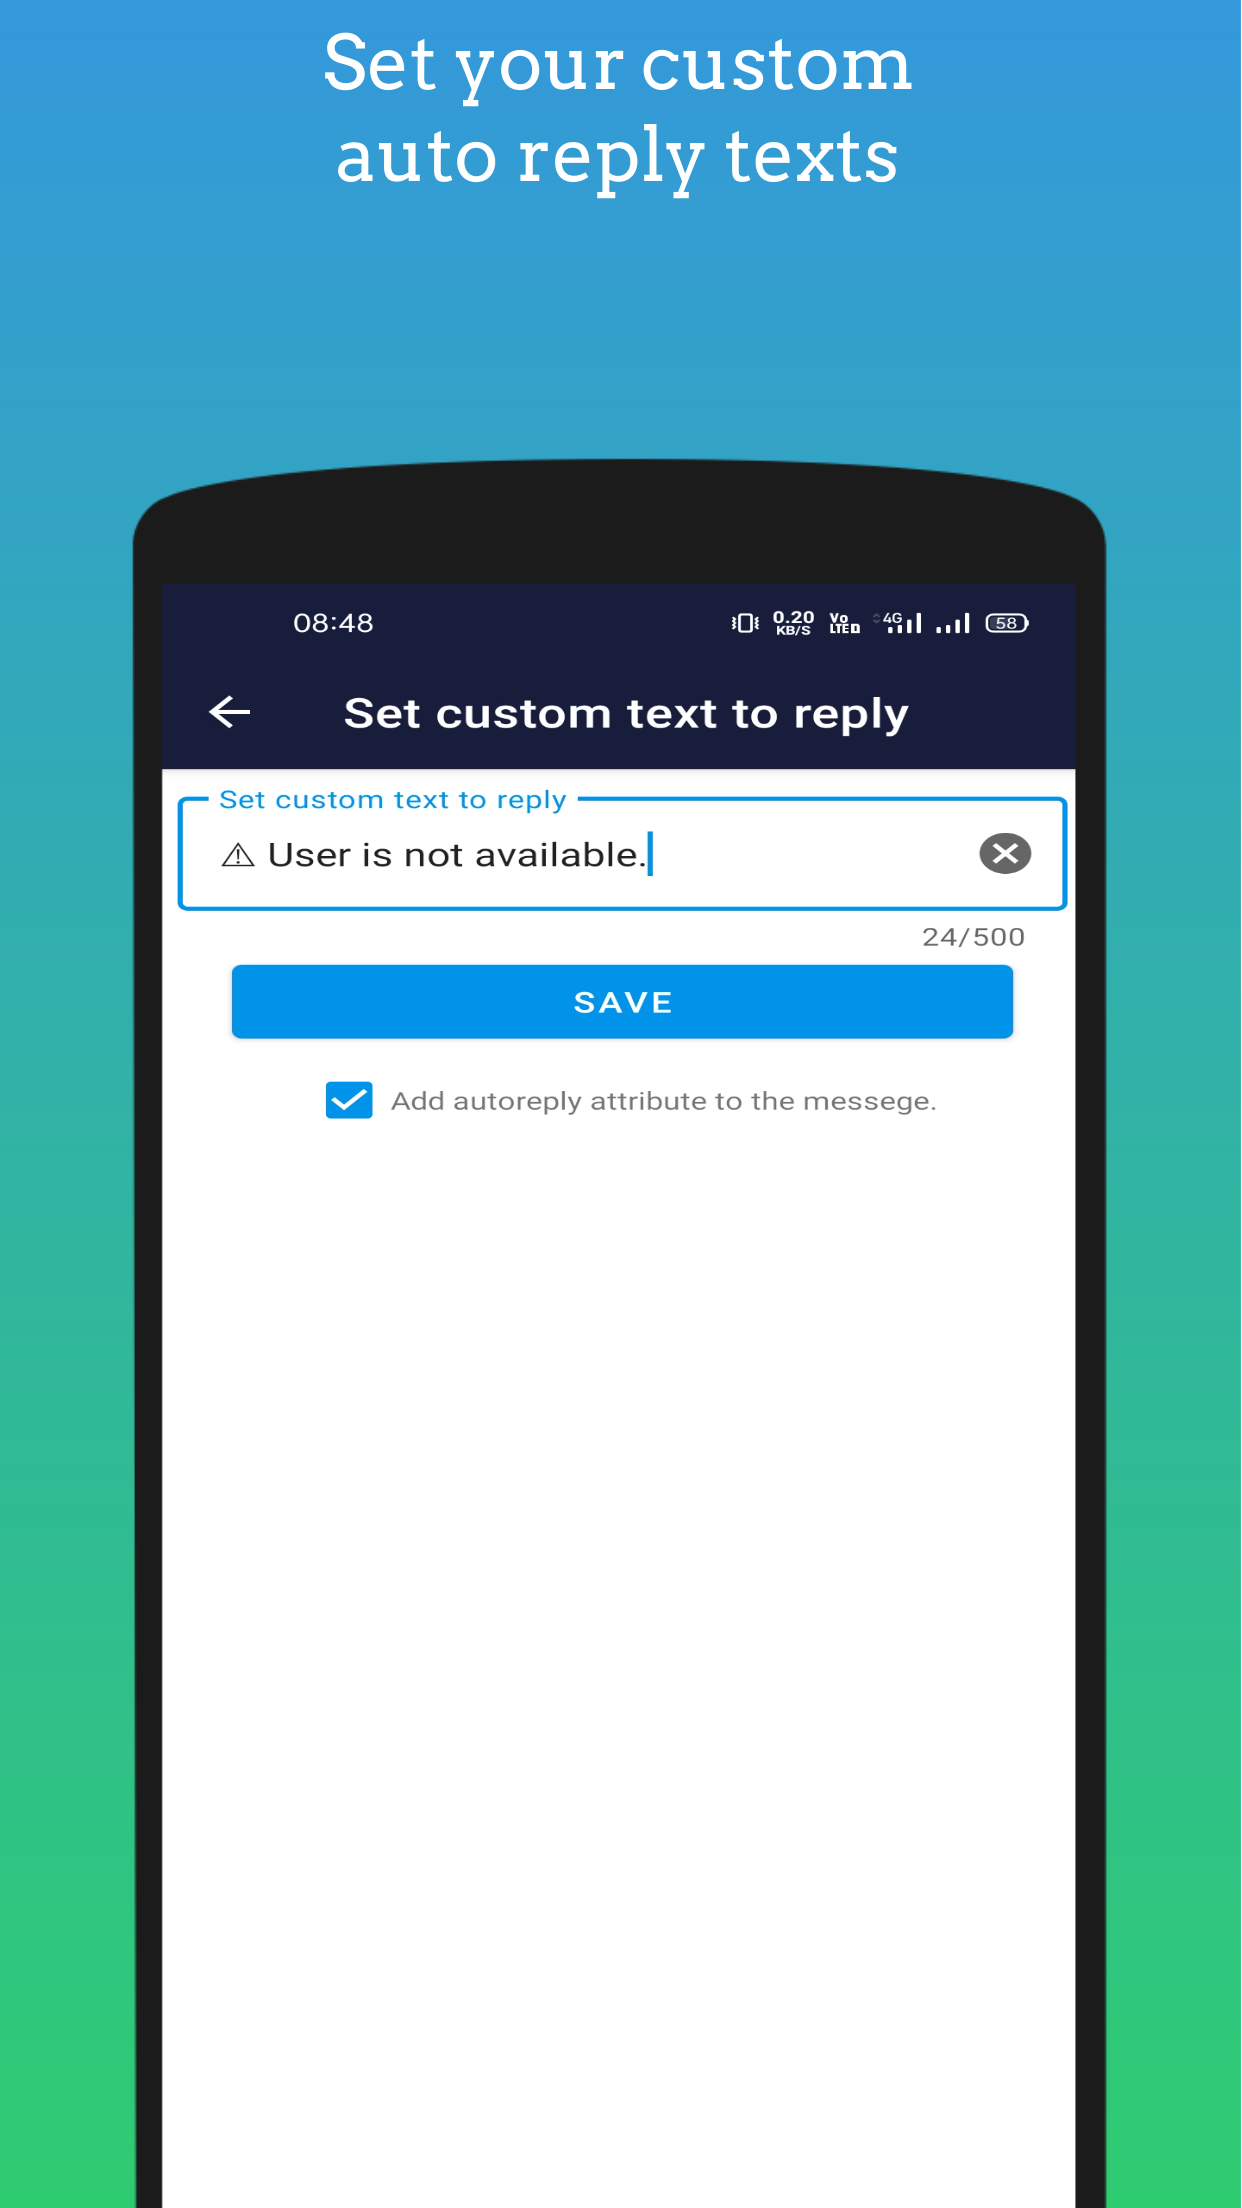 Set your custom
auto reply texts
08:48 0.20 KB/S Vo LTE 4G 58
Set custom text to reply
Set custom text to reply
⚠ User is not available.
24/500
SAVE
Add autoreply attribute to the messege.